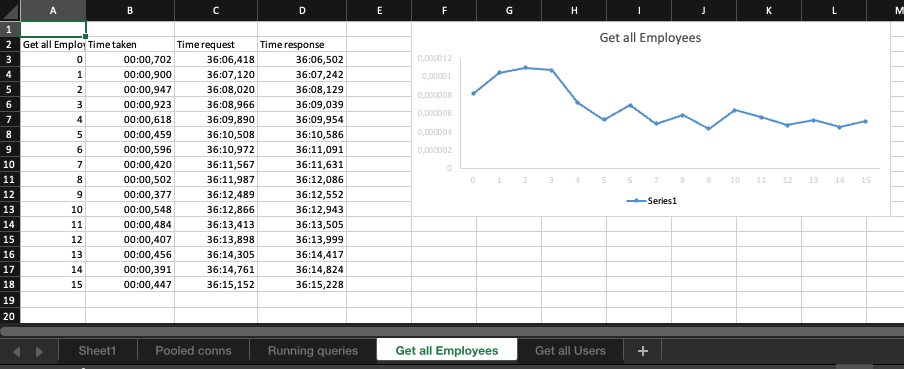 A B C D E F G H I J K L M
1
2 Get all Employ Time taken Time request Time response
3 0 00:00,702 36:06,418 36:06,502
4 1 00:00,900 36:07,120 36:07,242
5 2 00:00,947 36:08,020 36:08,129
6 3 00:00,923 36:08,966 36:09,039
7 4 00:00,618 36:09,890 36:09,954
8 5 00:00,459 36:10,508 36:10,586
9 6 00:00,596 36:10,972 36:11,091
10 7 00:00,420 36:11,567 36:11,631
11 8 00:00,502 36:11,987 36:12,086
12 9 00:00,377 36:12,489 36:12,552
13 10 00:00,548 36:12,866 36:12,943
14 11 00:00,484 36:13,413 36:13,505
15 12 00:00,407 36:13,898 36:13,999
16 13 00:00,456 36:14,305 36:14,417
17 14 00:00,391 36:14,761 36:14,824
18 15 00:00,447 36:15,152 36:15,228
19
20
Get all Employees
0,000012
0,00001
0,000008
0,000006
0,000004
0,000002
0
0 1 2 3 4 5 6 7 8 9 10 11 12 13 14 15
Series1
Sheet1 Pooled conns Running queries Get all Employees Get all Users +